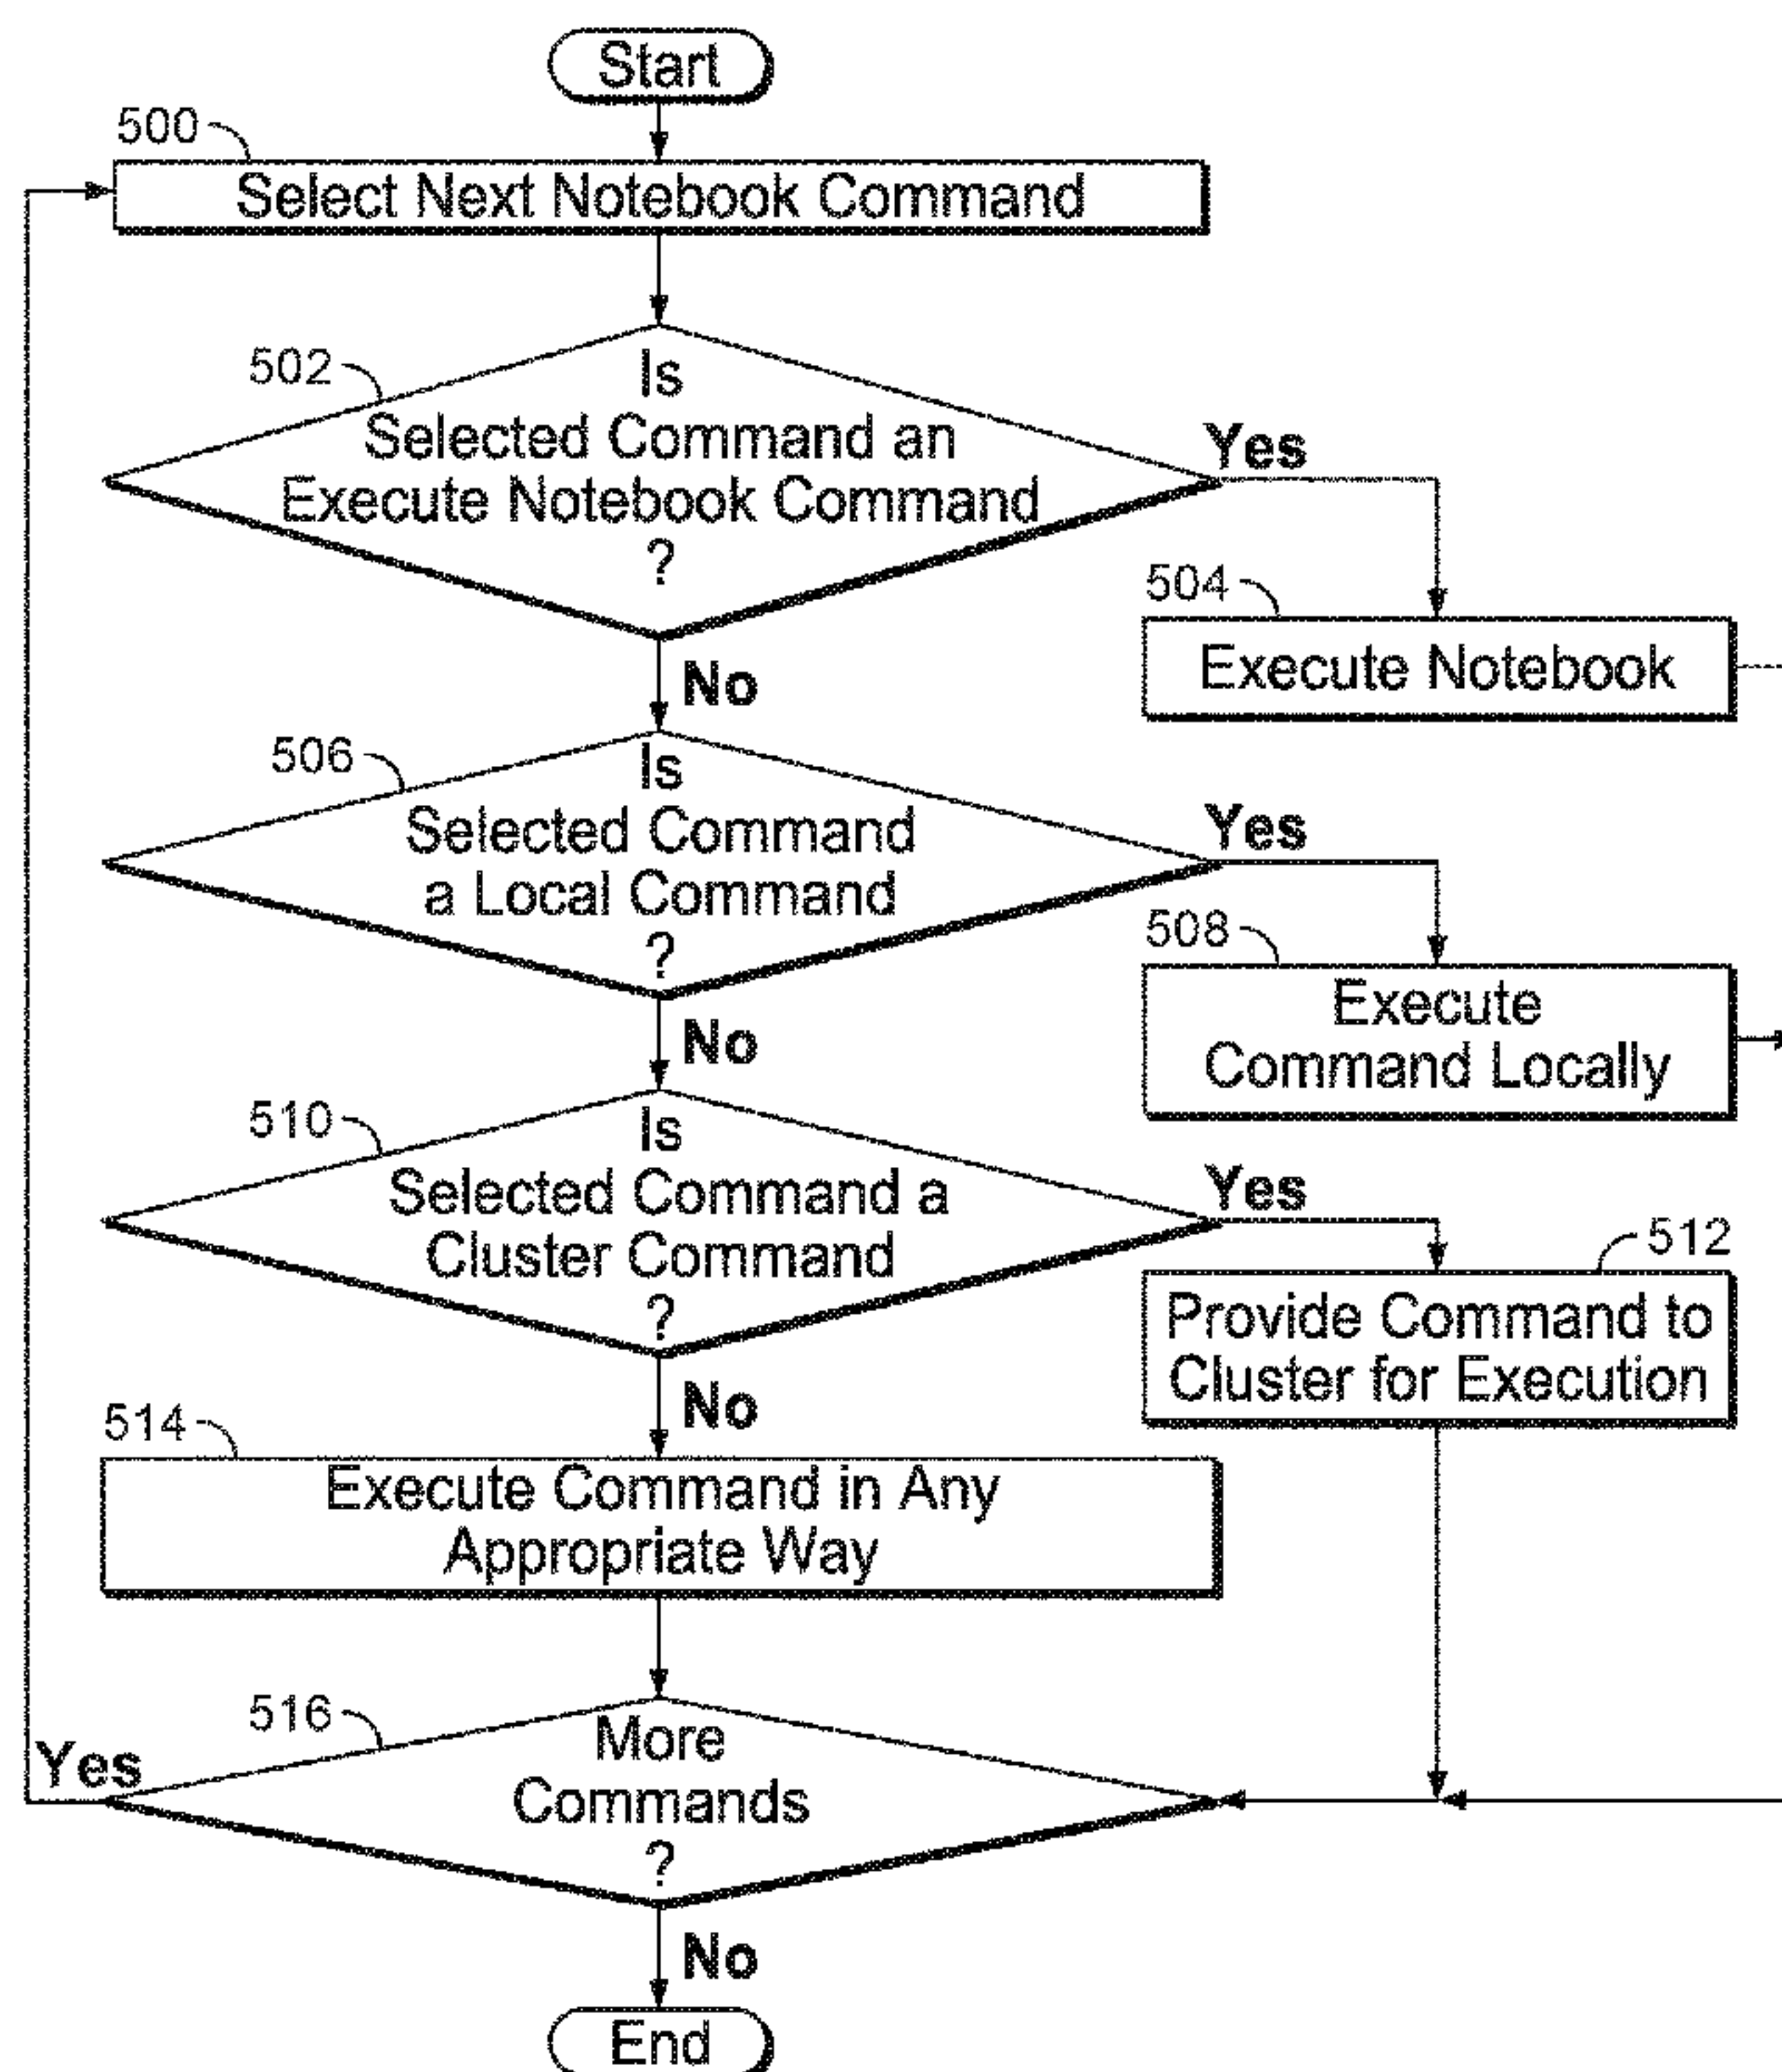 Start
500
Select Next Notebook Command
502
Is
Selected Command an
Execute Notebook Command
?
Yes
504
Execute Notebook
No
506
Is
Selected Command
a Local Command
?
Yes
508
Execute
Command Locally
No
510
Is
Selected Command a
Cluster Command
?
Yes
512
Provide Command to
Cluster for Execution
No
514
Execute Command in Any
Appropriate Way
516
More
Commands
?
Yes
No
End